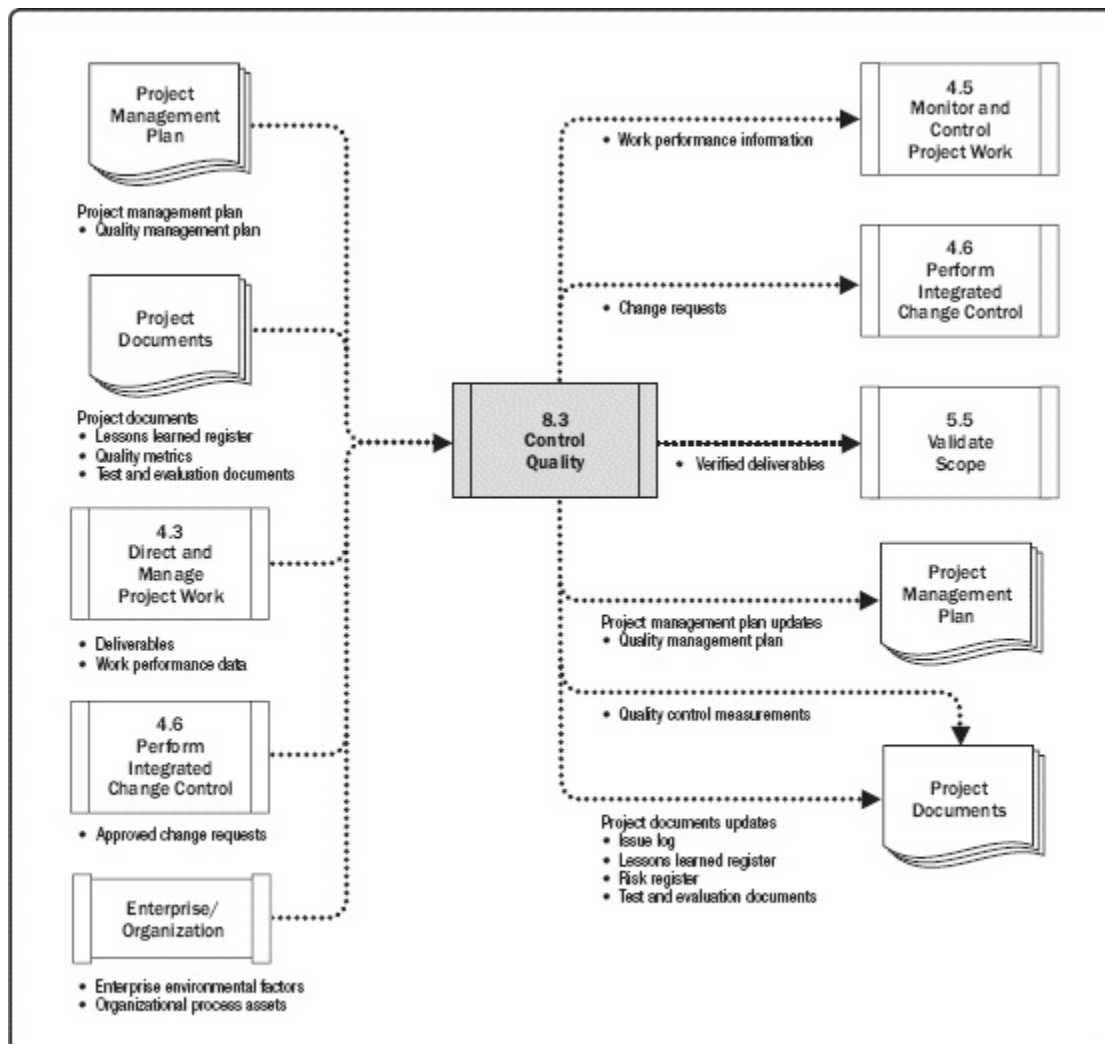 Project
Management
Plan
Project management plan
• Quality management plan
Project
Documents
Project documents
• Lessons learned register
• Quality metrics
• Test and evaluation documents
4.3
Direct and
Manage
Project Work
• Deliverables
• Work performance data
4.6
Perform
Integrated
Change Control
• Approved change requests
Enterprise/
Organization
• Enterprise environmental factors
• Organizational process assets
8.3
Control
Quality
• Work performance information
4.5
Monitor and
Control
Project Work
• Change requests
4.6
Perform
Integrated
Change Control
• Verified deliverables
5.5
Validate
Scope
Project management plan updates
• Quality management plan
Project
Management
Plan
• Quality control measurements
Project documents updates
• Issue log
• Lessons learned register
• Risk register
• Test and evaluation documents
Project
Documents